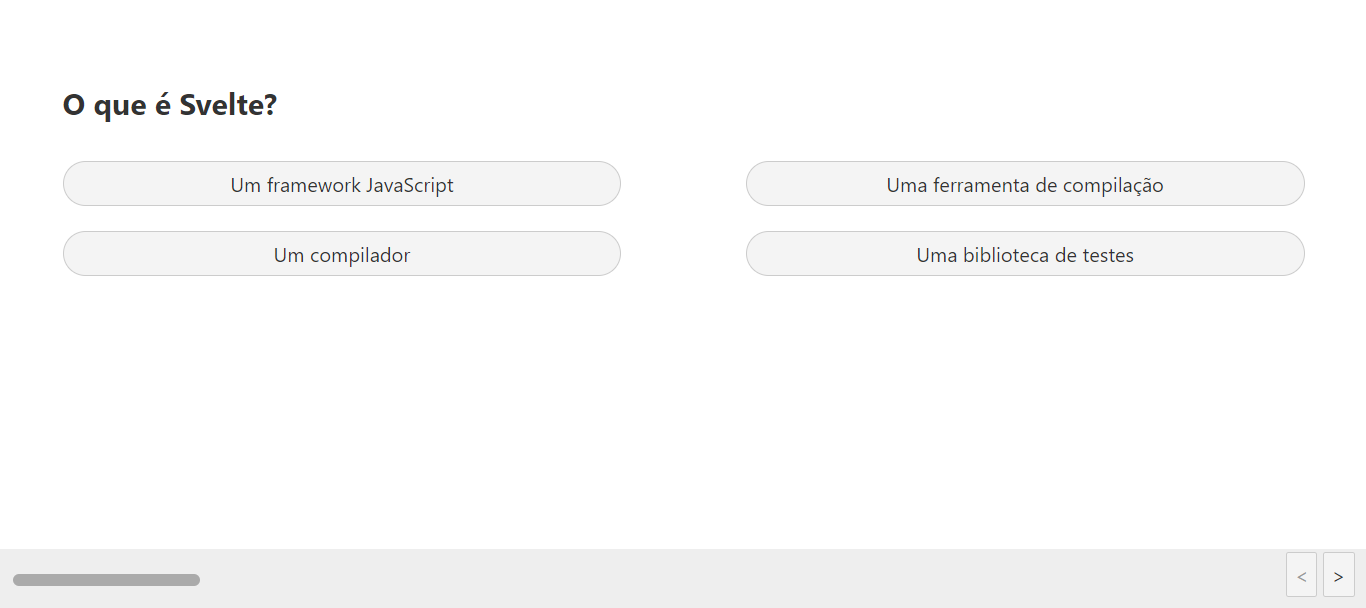 O que é Svelte?
Um framework JavaScript
Uma ferramenta de compilação
Um compilador
Uma biblioteca de testes
< >